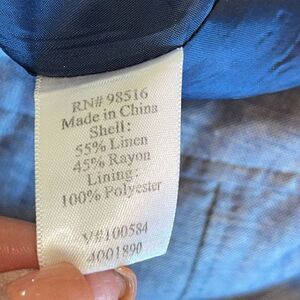 RN# 98516
Made in China
Shell:
55% Linen
45% Rayon
Lining:
100% Polyester
V#100584
4001890